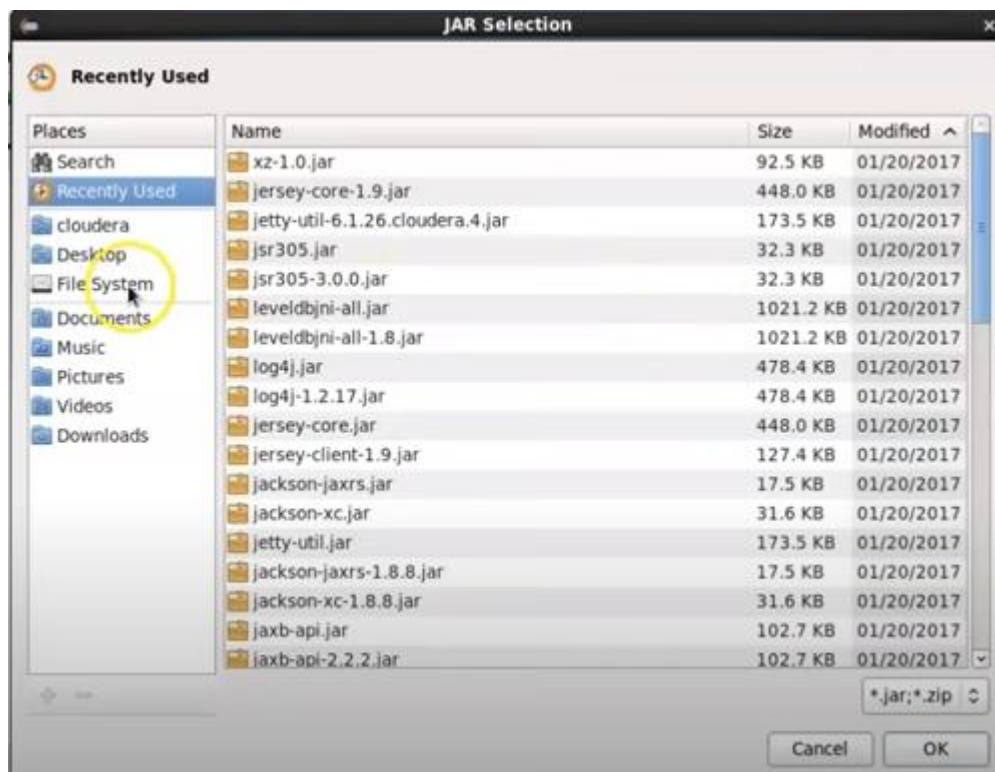 JAR Selection
Recently Used
Places
Name Size Modified
Search
Recently Used
cloudera
Desktop
File System
Documents
Music
Pictures
Videos
Downloads
xz-1.0.jar 92.5 KB 01/20/2017
jersey-core-1.9.jar 448.0 KB 01/20/2017
jetty-util-6.1.26.cloudera.4.jar 173.5 KB 01/20/2017
jsr305.jar 32.3 KB 01/20/2017
jsr305-3.0.0.jar 32.3 KB 01/20/2017
leveldbjni-all.jar 1021.2 KB 01/20/2017
leveldbjni-all-1.8.jar 1021.2 KB 01/20/2017
log4j.jar 478.4 KB 01/20/2017
log4j-1.2.17.jar 478.4 KB 01/20/2017
jersey-core.jar 448.0 KB 01/20/2017
jersey-client-1.9.jar 127.4 KB 01/20/2017
jackson-jaxrs.jar 17.5 KB 01/20/2017
jackson-xc.jar 31.6 KB 01/20/2017
jetty-util.jar 173.5 KB 01/20/2017
jackson-jaxrs-1.8.8.jar 17.5 KB 01/20/2017
jackson-xc-1.8.8.jar 31.6 KB 01/20/2017
jaxb-api.jar 102.7 KB 01/20/2017
jaxb-api-2.2.2.jar 102.7 KB 01/20/2017
*.jar;*.zip
Cancel OK